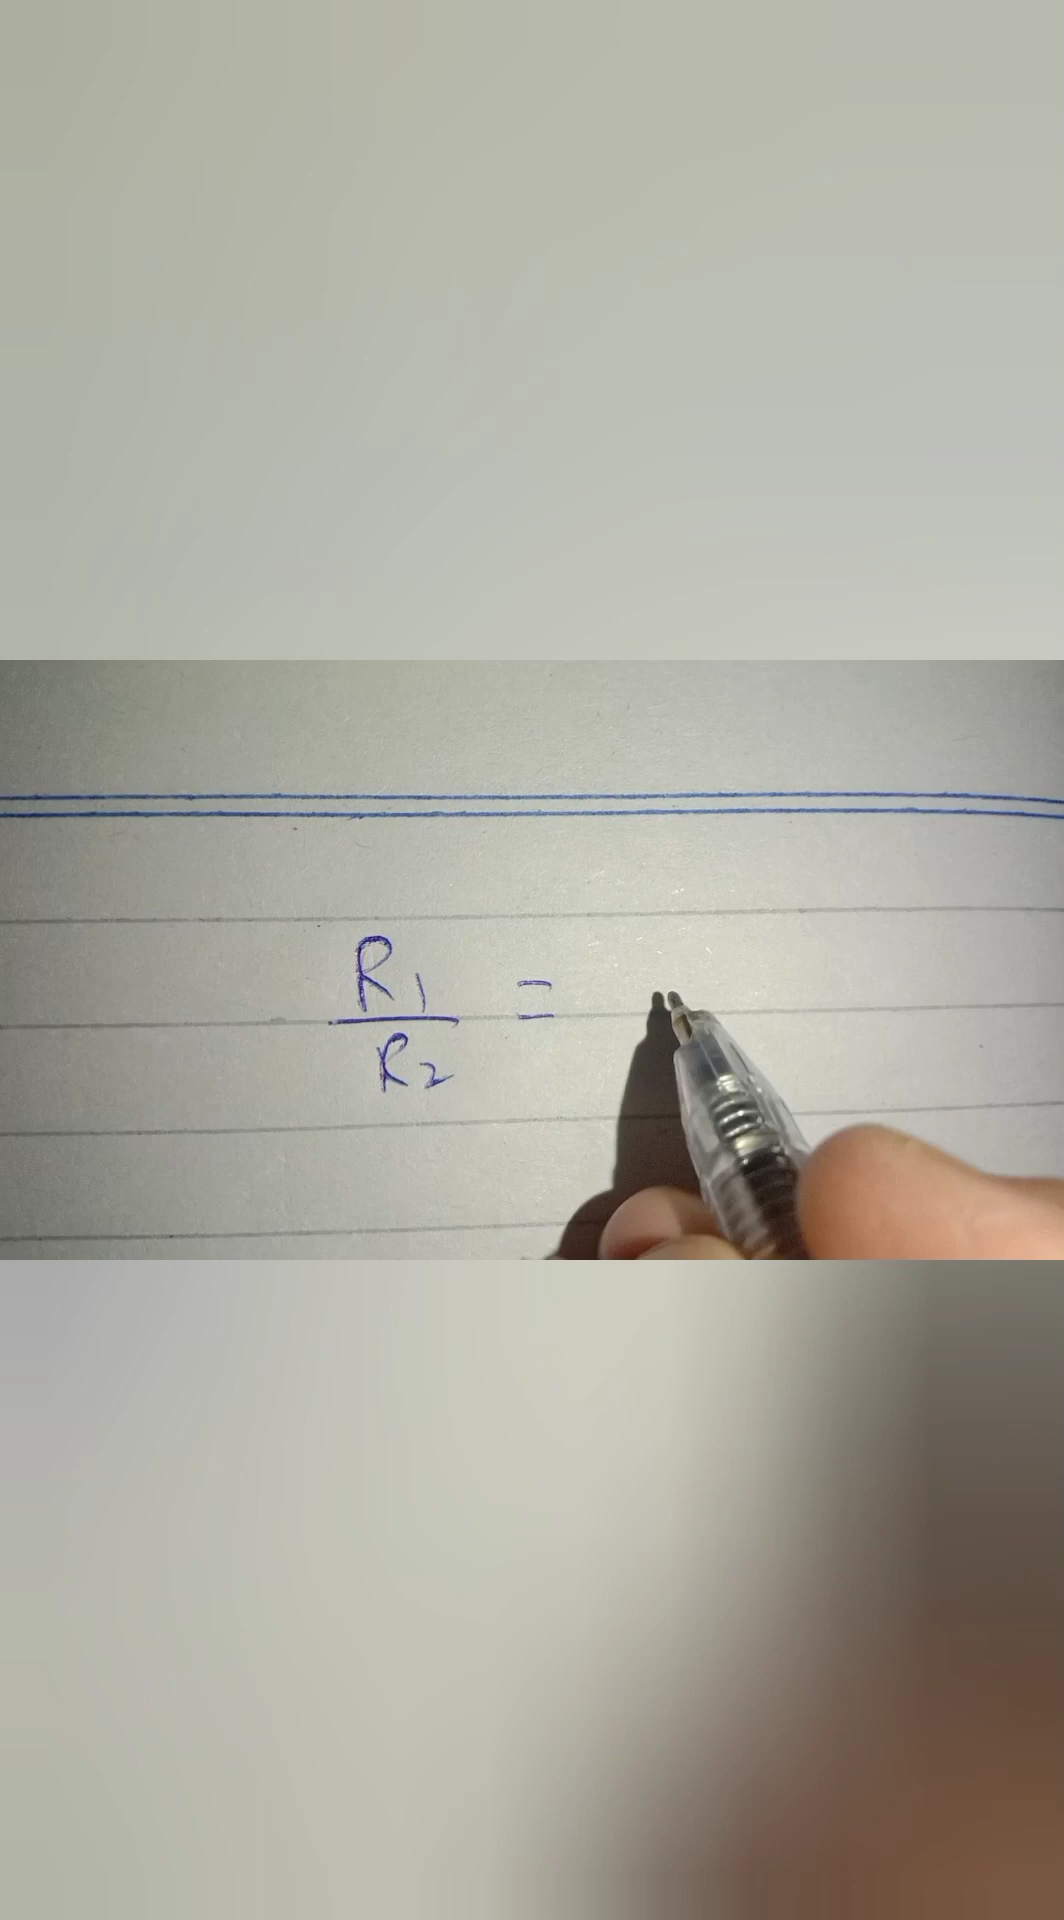 R₁/R₂ =